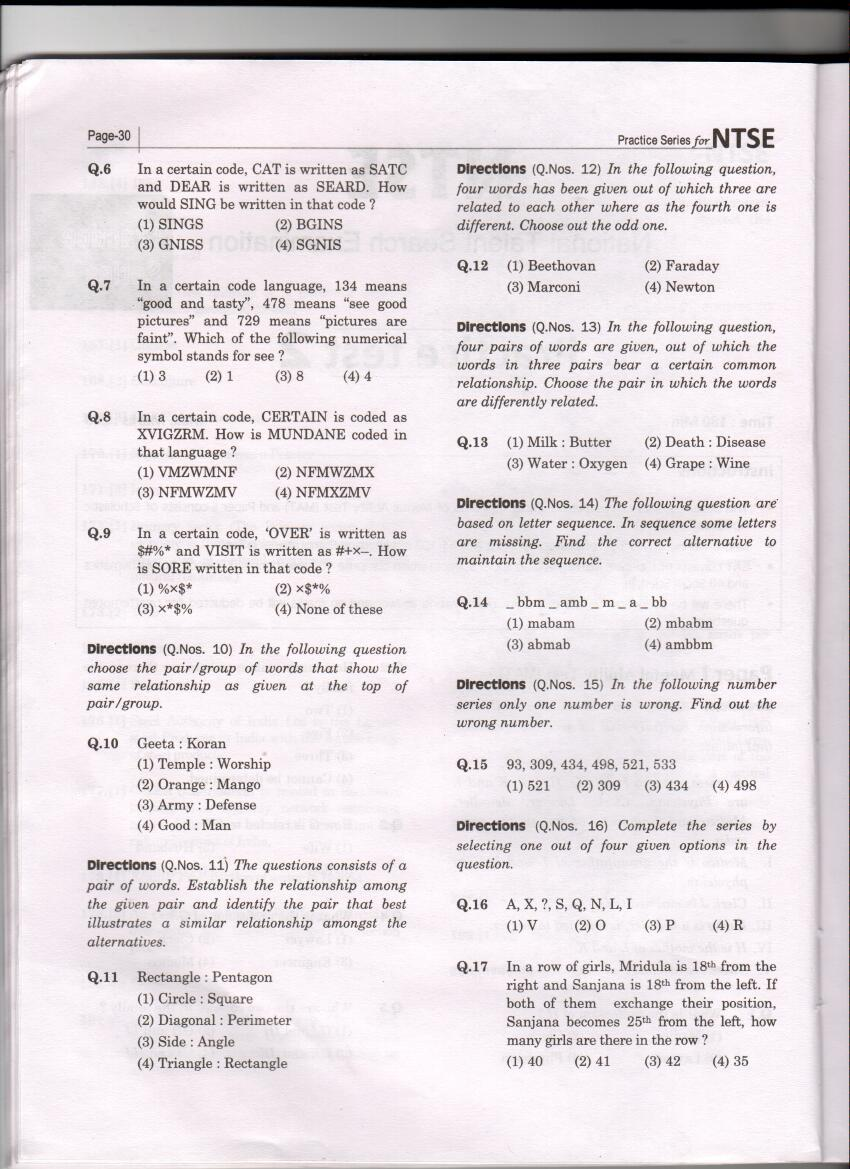 Page-30
Practice Series for NTSE
Q.6 In a certain code, CAT is written as SATC
and DEAR is written as SEARD. How
would SING be written in that code ?
(1) SINGS (2) BGINS
(3) GNISS (4) SGNIS
Q.7 In a certain code language, 134 means
“good and tasty”, 478 means “see good
pictures” and 729 means “pictures are
faint”. Which of the following numerical
symbol stands for see ?
(1) 3 (2) 1 (3) 8 (4) 4
Q.8 In a certain code, CERTAIN is coded as
XVIGZRM. How is MUNDANE coded in
that language ?
(1) VMZWMNF (2) NFMWZMX
(3) NFMWZMV (4) NFMXZMV
Q.9 In a certain code, ‘OVER’ is written as
$#%* and VISIT is written as #+×–. How
is SORE written in that code ?
(1) %×$* (2) ×$*%
(3) ×*$% (4) None of these
Directions (Q.Nos. 10) In the following question
choose the pair/group of words that show the
same relationship as given at the top of
pair/group.
Q.10 Geeta : Koran
(1) Temple : Worship
(2) Orange : Mango
(3) Army : Defense
(4) Good : Man
Directions (Q.Nos. 11) The questions consists of a
pair of words. Establish the relationship among
the given pair and identify the pair that best
illustrates a similar relationship amongst the
alternatives.
Q.11 Rectangle : Pentagon
(1) Circle : Square
(2) Diagonal : Perimeter
(3) Side : Angle
(4) Triangle : Rectangle
Directions (Q.Nos. 12) In the following question,
four words has been given out of which three are
related to each other where as the fourth one is
different. Choose out the odd one.
Q.12 (1) Beethovan (2) Faraday
(3) Marconi (4) Newton
Directions (Q.Nos. 13) In the following question,
four pairs of words are given, out of which the
words in three pairs bear a certain common
relationship. Choose the pair in which the words
are differently related.
Q.13 (1) Milk : Butter (2) Death : Disease
(3) Water : Oxygen (4) Grape : Wine
Directions (Q.Nos. 14) The following question are
based on letter sequence. In sequence some letters
are missing. Find the correct alternative to
maintain the sequence.
Q.14 _ bbm _ amb _ m _ a _ bb
(1) mabam (2) mbabm
(3) abmab (4) ambbm
Directions (Q.Nos. 15) In the following number
series only one number is wrong. Find out the
wrong number.
Q.15 93, 309, 434, 498, 521, 533
(1) 521 (2) 309 (3) 434 (4) 498
Directions (Q.Nos. 16) Complete the series by
selecting one out of four given options in the
question.
Q.16 A, X, ?, S, Q, N, L, I
(1) V (2) O (3) P (4) R
Q.17 In a row of girls, Mridula is 18th from the
right and Sanjana is 18th from the left. If
both of them exchange their position,
Sanjana becomes 25th from the left, how
many girls are there in the row ?
(1) 40 (2) 41 (3) 42 (4) 35